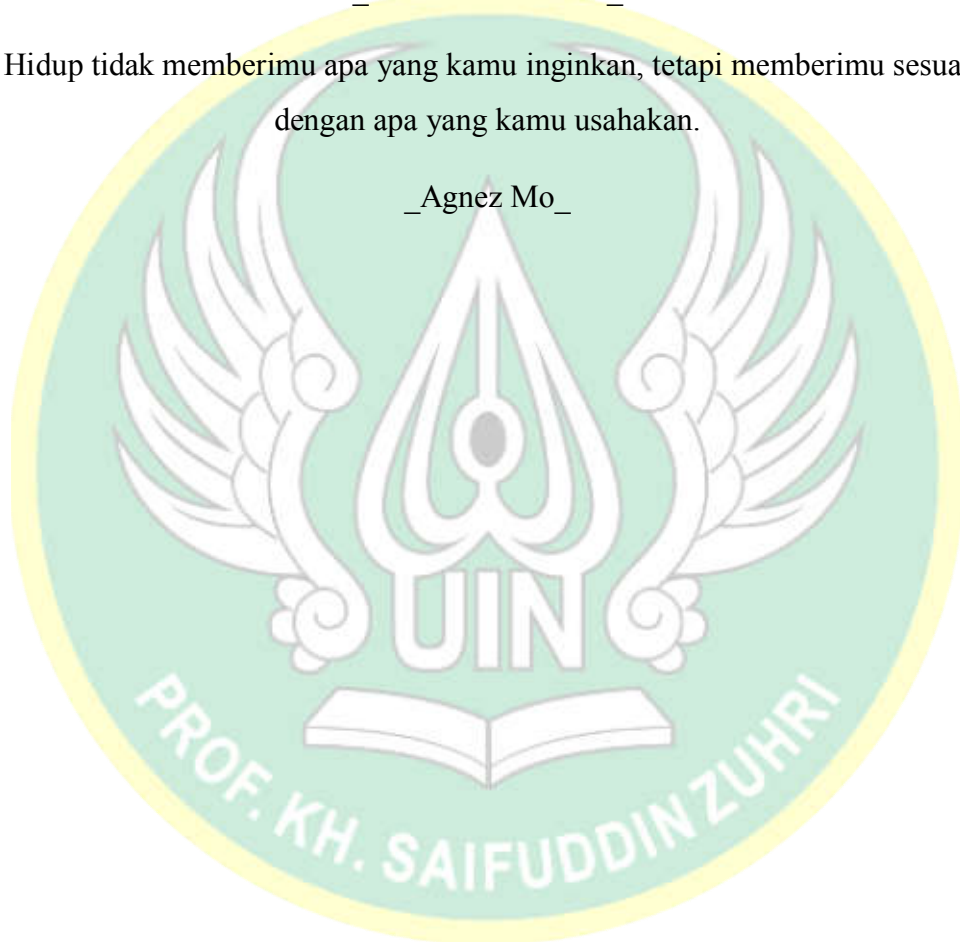 Hidup tidak memberimu apa yang kamu inginkan, tetapi memberimu sesua
dengan apa yang kamu usahakan.
_Agnez Mo_
UIN
PROF. KH. SAIFUDDIN ZUHRI